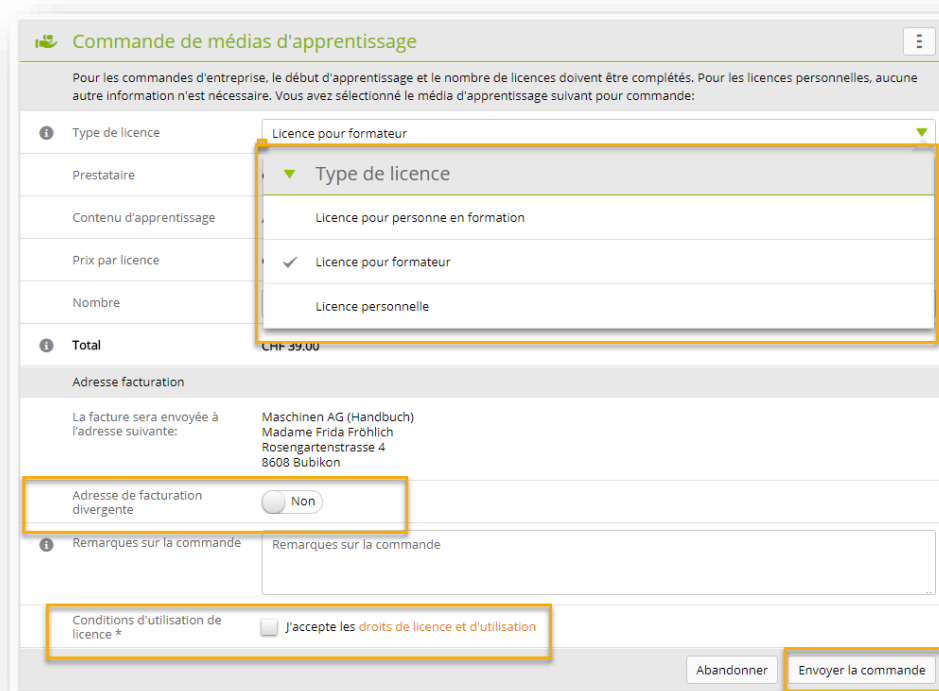 Commande de médias d'apprentissage
Pour les commandes d'entreprise, le début d'apprentissage et le nombre de licences doivent être complétés. Pour les licences personnelles, aucune
autre information n'est nécessaire. Vous avez sélectionné le média d'apprentissage suivant pour commande:
Type de licence
Licence pour formateur
Type de licence
Licence pour personne en formation
Licence pour formateur
Licence personnelle
Prestataire
Contenu d'apprentissage
Prix par licence
Nombre
Total
CHF 39.00
Adresse facturation
La facture sera envoyée à
l'adresse suivante:
Maschinen AG (Handbuch)
Madame Frida Fröhlich
Rosengartenstrasse 4
8608 Bubikon
Adresse de facturation
divergente
Non
Remarques sur la commande
Remarques sur la commande
Conditions d'utilisation de
licence *
J'accepte les droits de licence et d'utilisation
Abandonner
Envoyer la commande